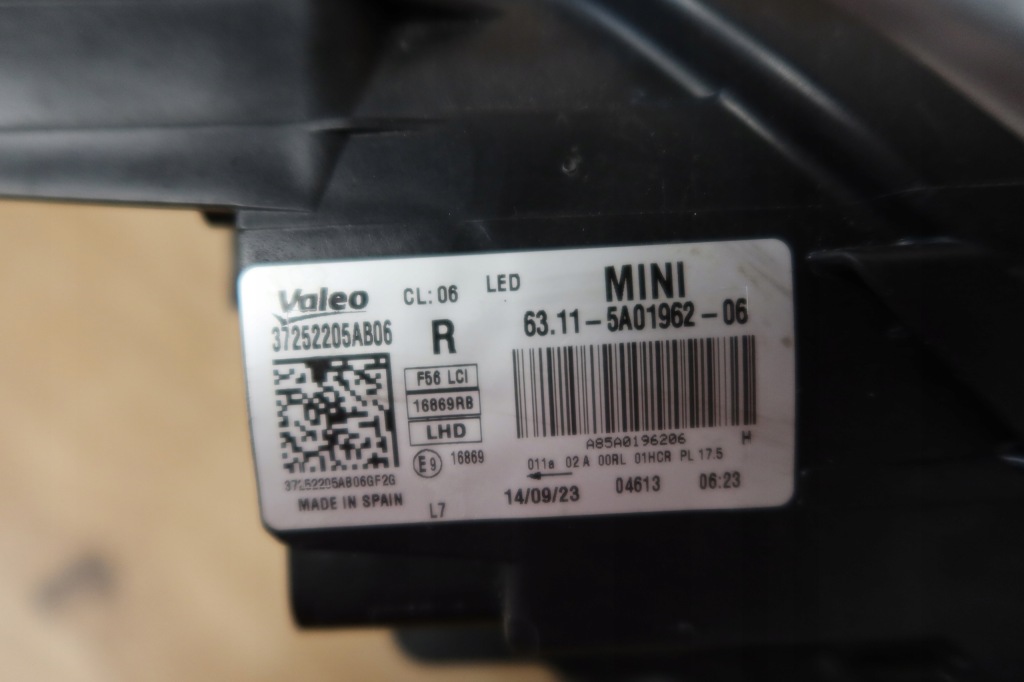 Valeo CL: 06 LED MINI
37252205AB06 R 63.11-5A01962-06
F56 LCI
16869RB
LHD
A85A0196206 H
E9 16869
011a 02A 00RL 01HCR PL 17.5
37252205AB06GF2G
MADE IN SPAIN L7 14/09/23 04613 06:23